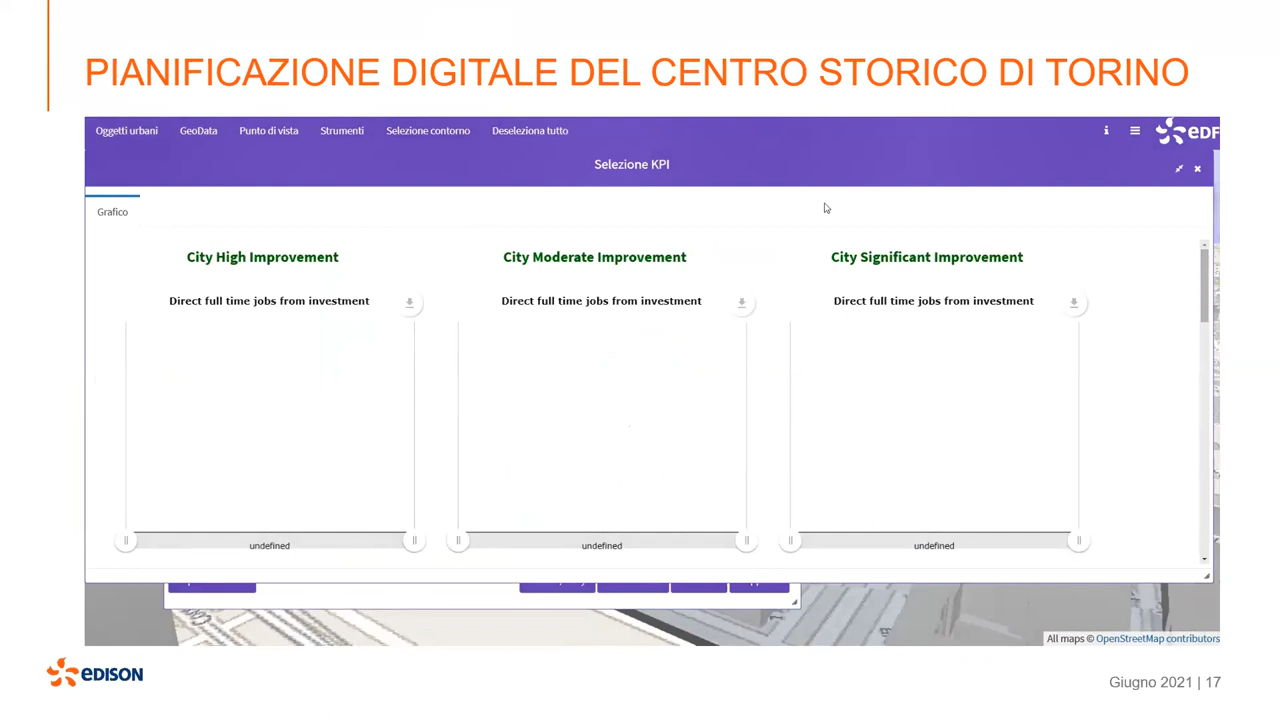 PIANIFICAZIONE DIGITALE DEL CENTRO STORICO DI TORINO
Oggetti urbani GeoData Punto di vista Strumenti Selezione contorno Deseleziona tutto
Selezione KPI
Grafico
City High Improvement City Moderate Improvement City Significant Improvement
Direct full time jobs from investment Direct full time jobs from investment Direct full time jobs from investment
undefined undefined undefined
All maps © OpenStreetMap contributors
eDISON
Giugno 2021 | 17